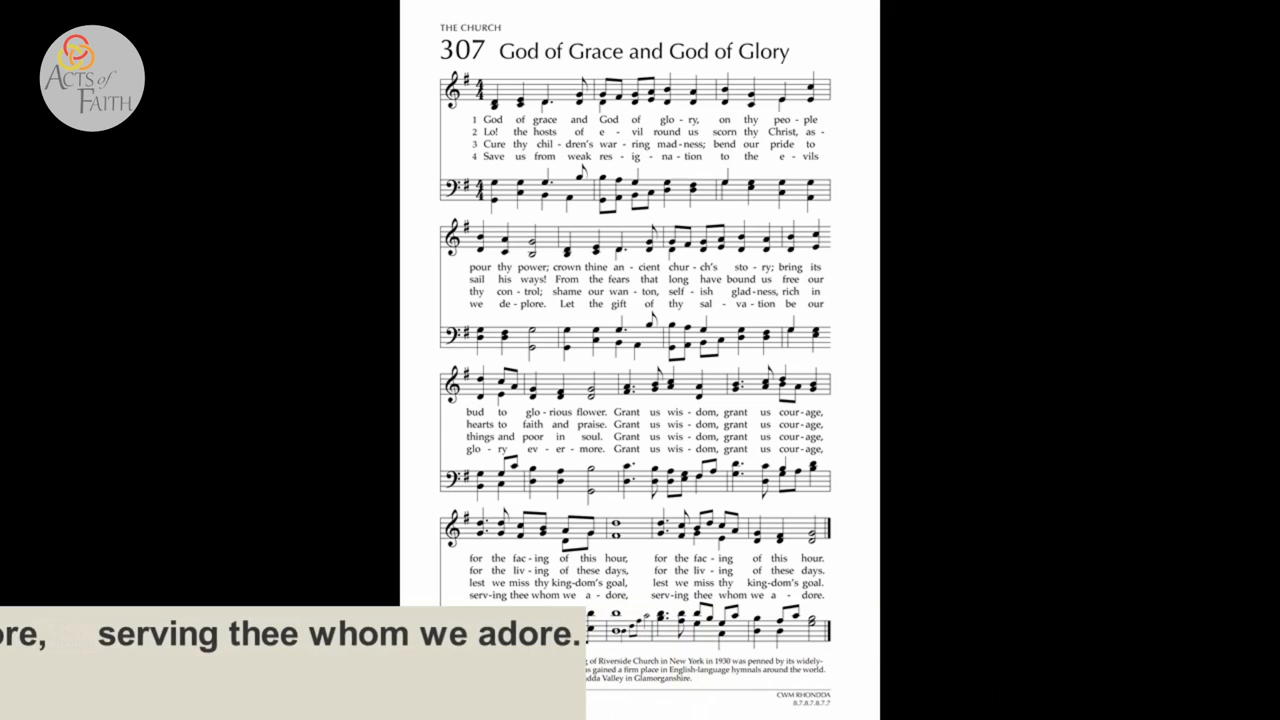 ACTS of
FAITH
THE CHURCH
307 God of Grace and God of Glory
1 God of grace and God of glo - ry, on thy peo - ple
2 Lo! the hosts of e - vil round us scorn thy Christ, as -
3 Cure thy chil - dren's war - ring mad - ness; bend our pride to
4 Save us from weak res - ig - na - tion to the e - vils
pour thy power; crown thine an - cient chur - ch's sto - ry; bring its
sail his ways! From the fears that long have bound us free our
thy con - trol; shame our wan - ton, self - ish glad - ness, rich in
we de - plore. Let the gift of thy sal - va - tion be our
bud to glo - rious flower. Grant us wis - dom, grant us cour - age,
hearts to faith and praise. Grant us wis - dom, grant us cour - age,
things and poor in soul. Grant us wis - dom, grant us cour - age,
glo - ry ev - er - more. Grant us wis - dom, grant us cour - age,
for the fac - ing of this hour, for the fac - ing of this hour.
for the liv - ing of these days, for the liv - ing of these days.
lest we miss thy king-dom's goal, lest we miss thy king-dom's goal.
serv-ing thee whom we a - dore, serv-ing thee whom we a - dore.
ore, serving thee whom we adore.
g of Riverside Church in New York in 1930 was penned by its widely-
s gained a firm place in English-language hymnals around the world.
dda Valley in Glamorganshire.
CWM RHONDDA
8.7.8.7.8.7.7